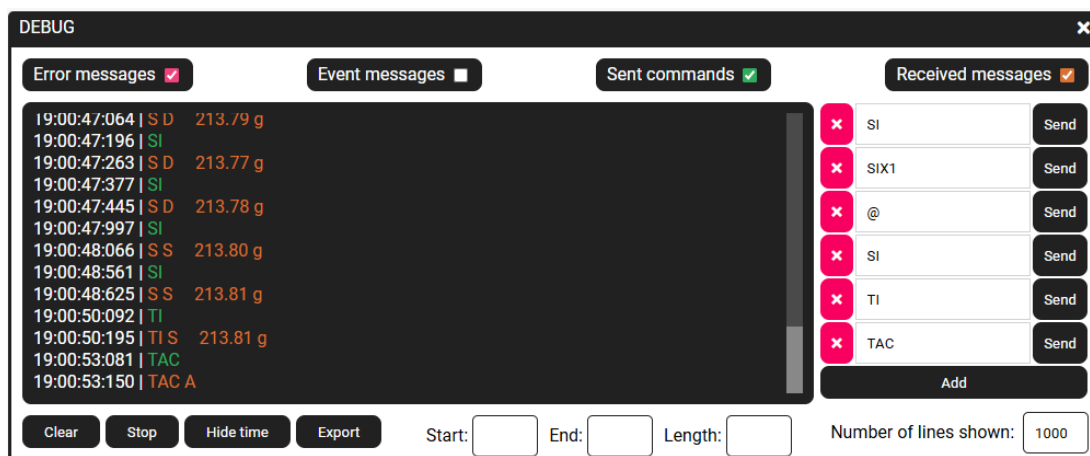 DEBUG
Error messages
Event messages
Sent commands
Received messages
19:00:47:064 | S D     213.79 g
19:00:47:196 | SI
19:00:47:263 | S D     213.77 g
19:00:47:377 | SI
19:00:47:445 | S D     213.78 g
19:00:47:997 | SI
19:00:48:066 | S S     213.80 g
19:00:48:561 | SI
19:00:48:625 | S S     213.81 g
19:00:50:092 | TI
19:00:50:195 | TI S     213.81 g
19:00:53:081 | TAC
19:00:53:150 | TAC A
SI Send
SIX1 Send
@ Send
SI Send
TI Send
TAC Send
Add
Clear Stop Hide time Export Start: End: Length: Number of lines shown: 1000